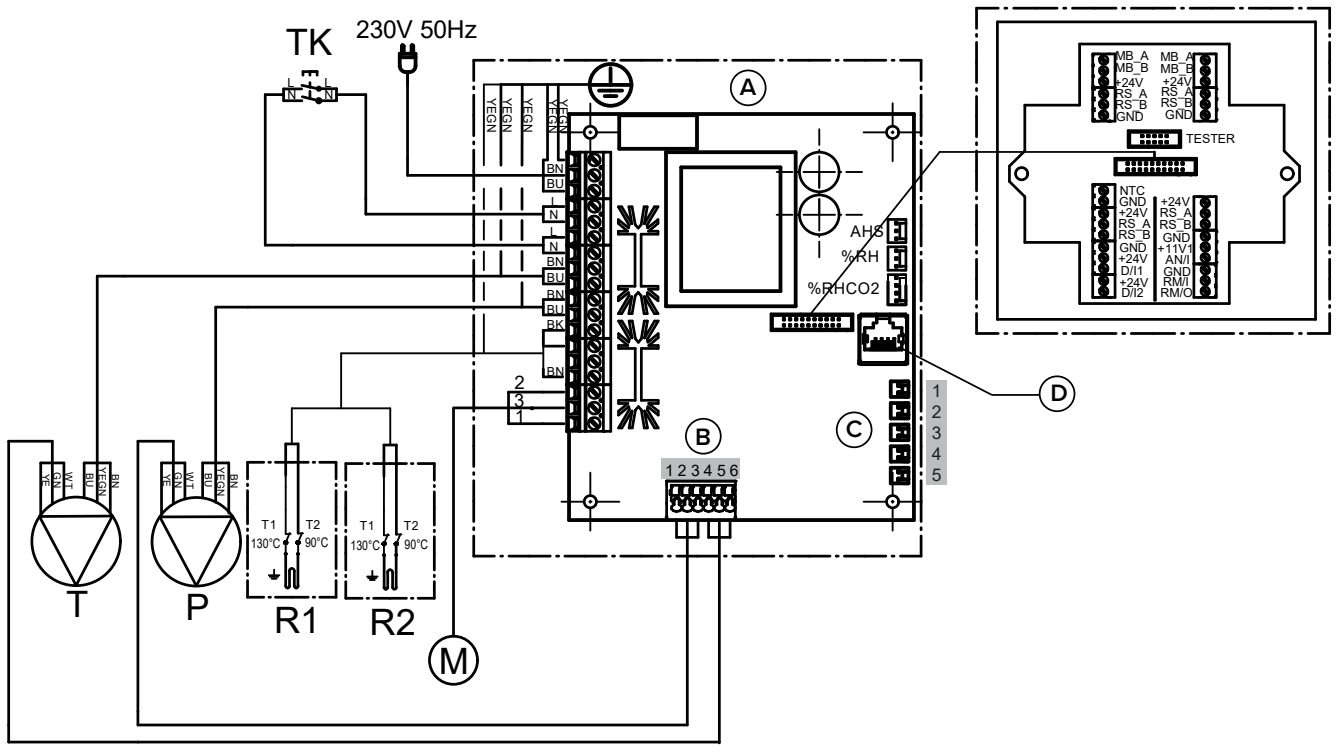 TK
230V 50Hz
L
N
L
N
YEGN
YEGN
YEGN
YEGN
YEGN
A
BN
BU
L
N
L
N
BN
BU
BN
BU
BK
BN
2
3
1
AHS
%RH
%RHCO2
D
C
1
2
3
4
5
B
1 2 3 4 5 6
YE
GN
WT
BU
YEGN
BN
T
YE
GN
WT
BU
YEGN
BN
P
T1
130°C
T2
90°C
R1
T1
130°C
T2
90°C
R2
M
MB_A
MB_B
+24V
RS_A
RS_B
GND
MB_A
MB_B
+24V
RS_A
RS_B
GND
TESTER
NTC
GND
+24V
RS_A
RS_B
GND
+24V
D/I1
+24V
D/I2
+24V
RS_A
RS_B
GND
+11V1
AN/I
GND
RM/I
RM/O